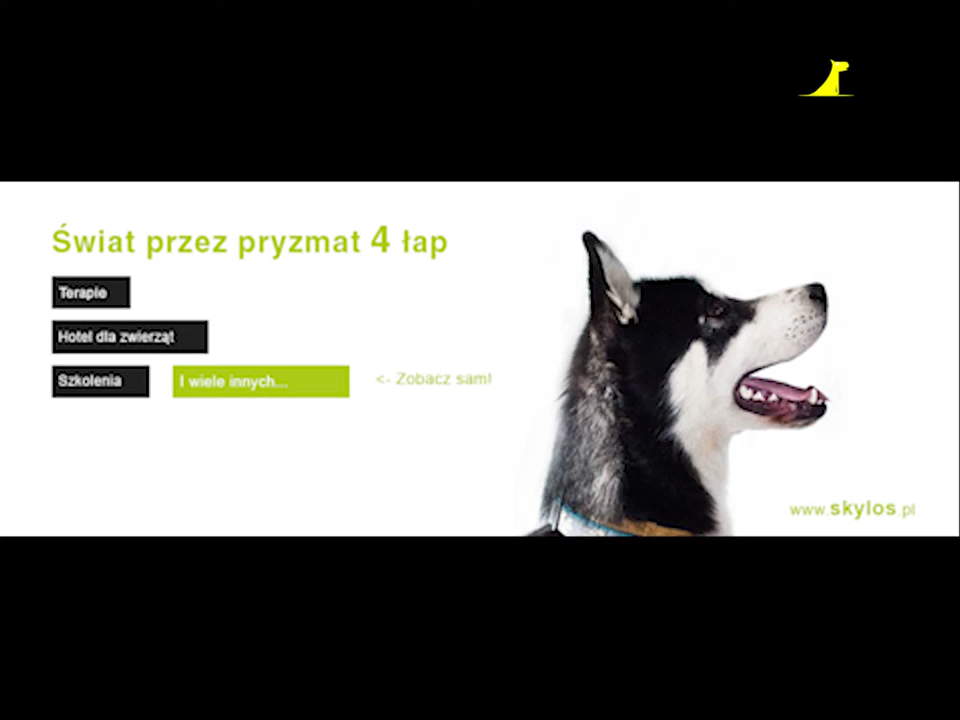 Świat przez pryzmat 4 łap
Terapie
Hotel dla zwierząt
Szkolenia
I wiele innych...
<- Zobacz sam!
www.skylos.pl